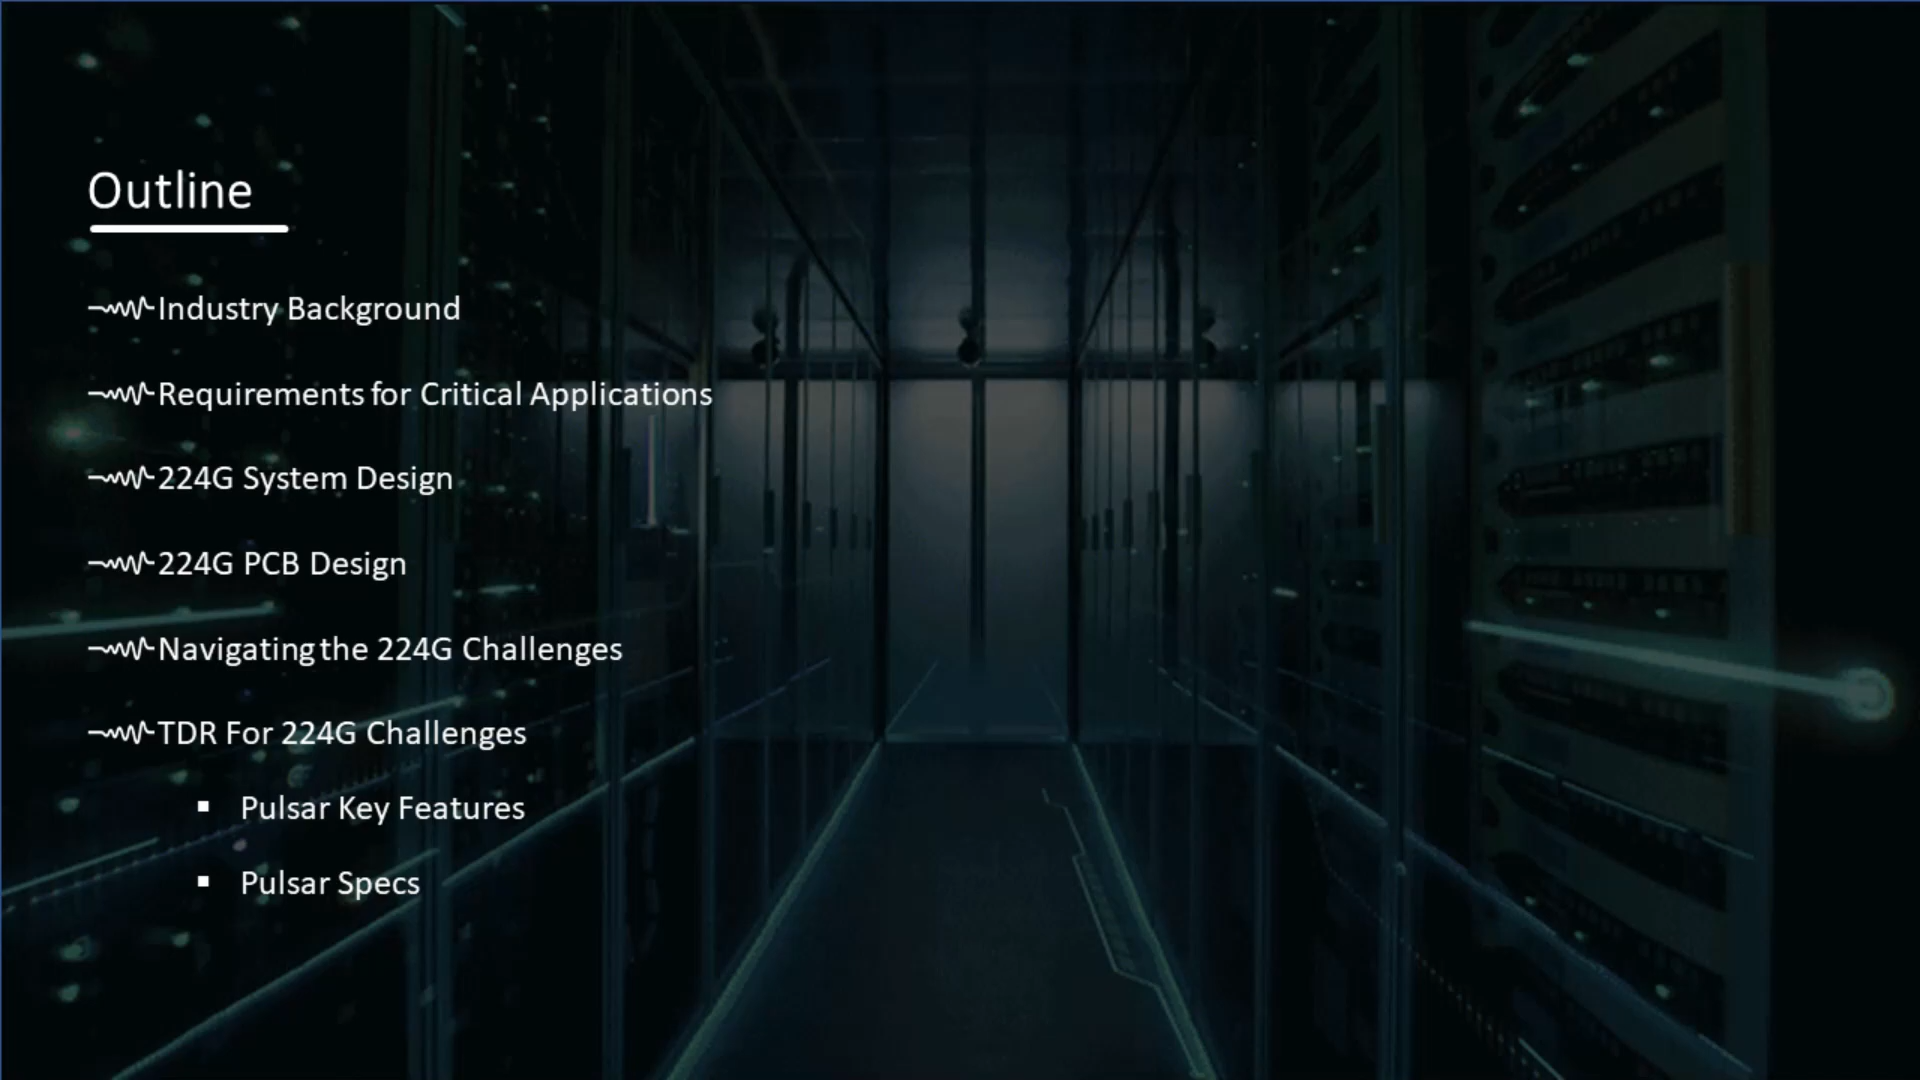 Outline
Industry Background
Requirements for Critical Applications
224G System Design
224G PCB Design
Navigating the 224G Challenges
TDR For 224G Challenges
Pulsar Key Features
Pulsar Specs